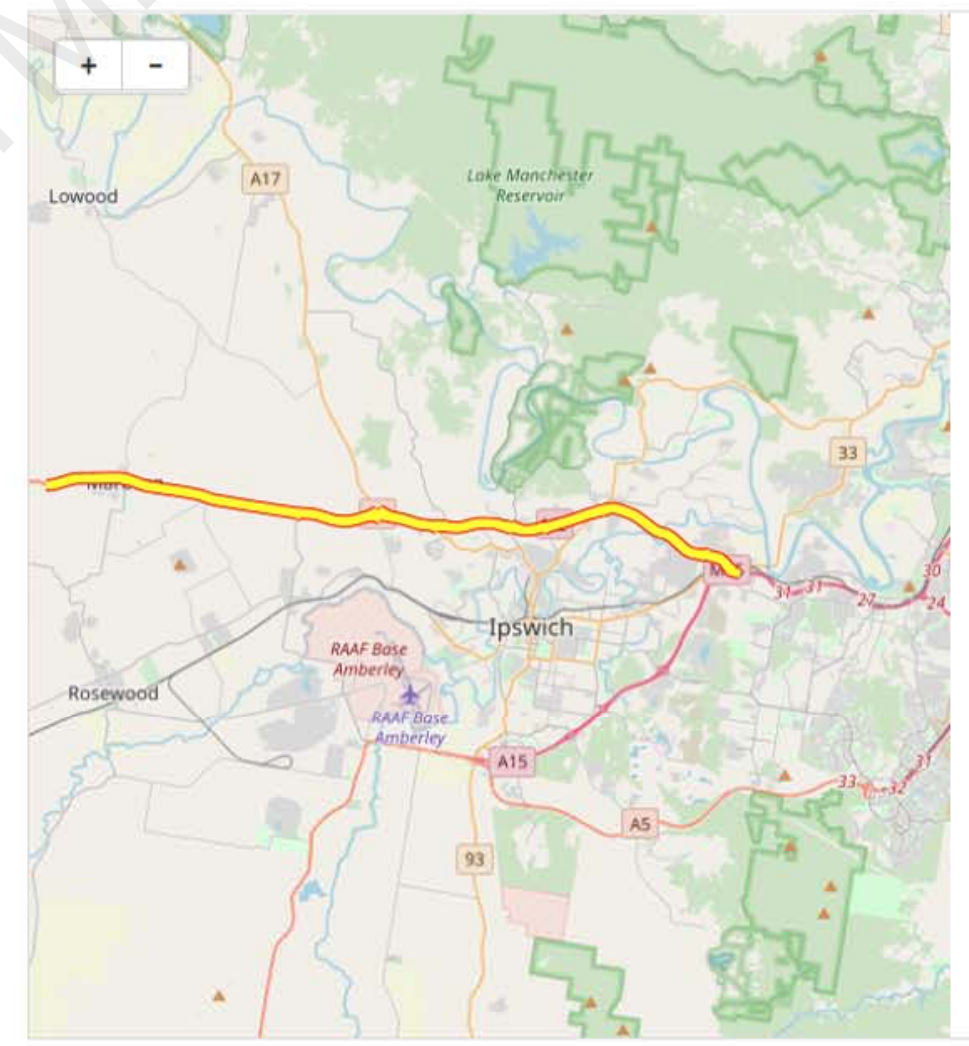 + −
A17
Lowood
Lake Manchester
Reservoir
33
31 31 27 30
24
Ipswich
RAAF Base
Amberley
Rosewood
RAAF Base
Amberley
A15
33 32 31
A5
93